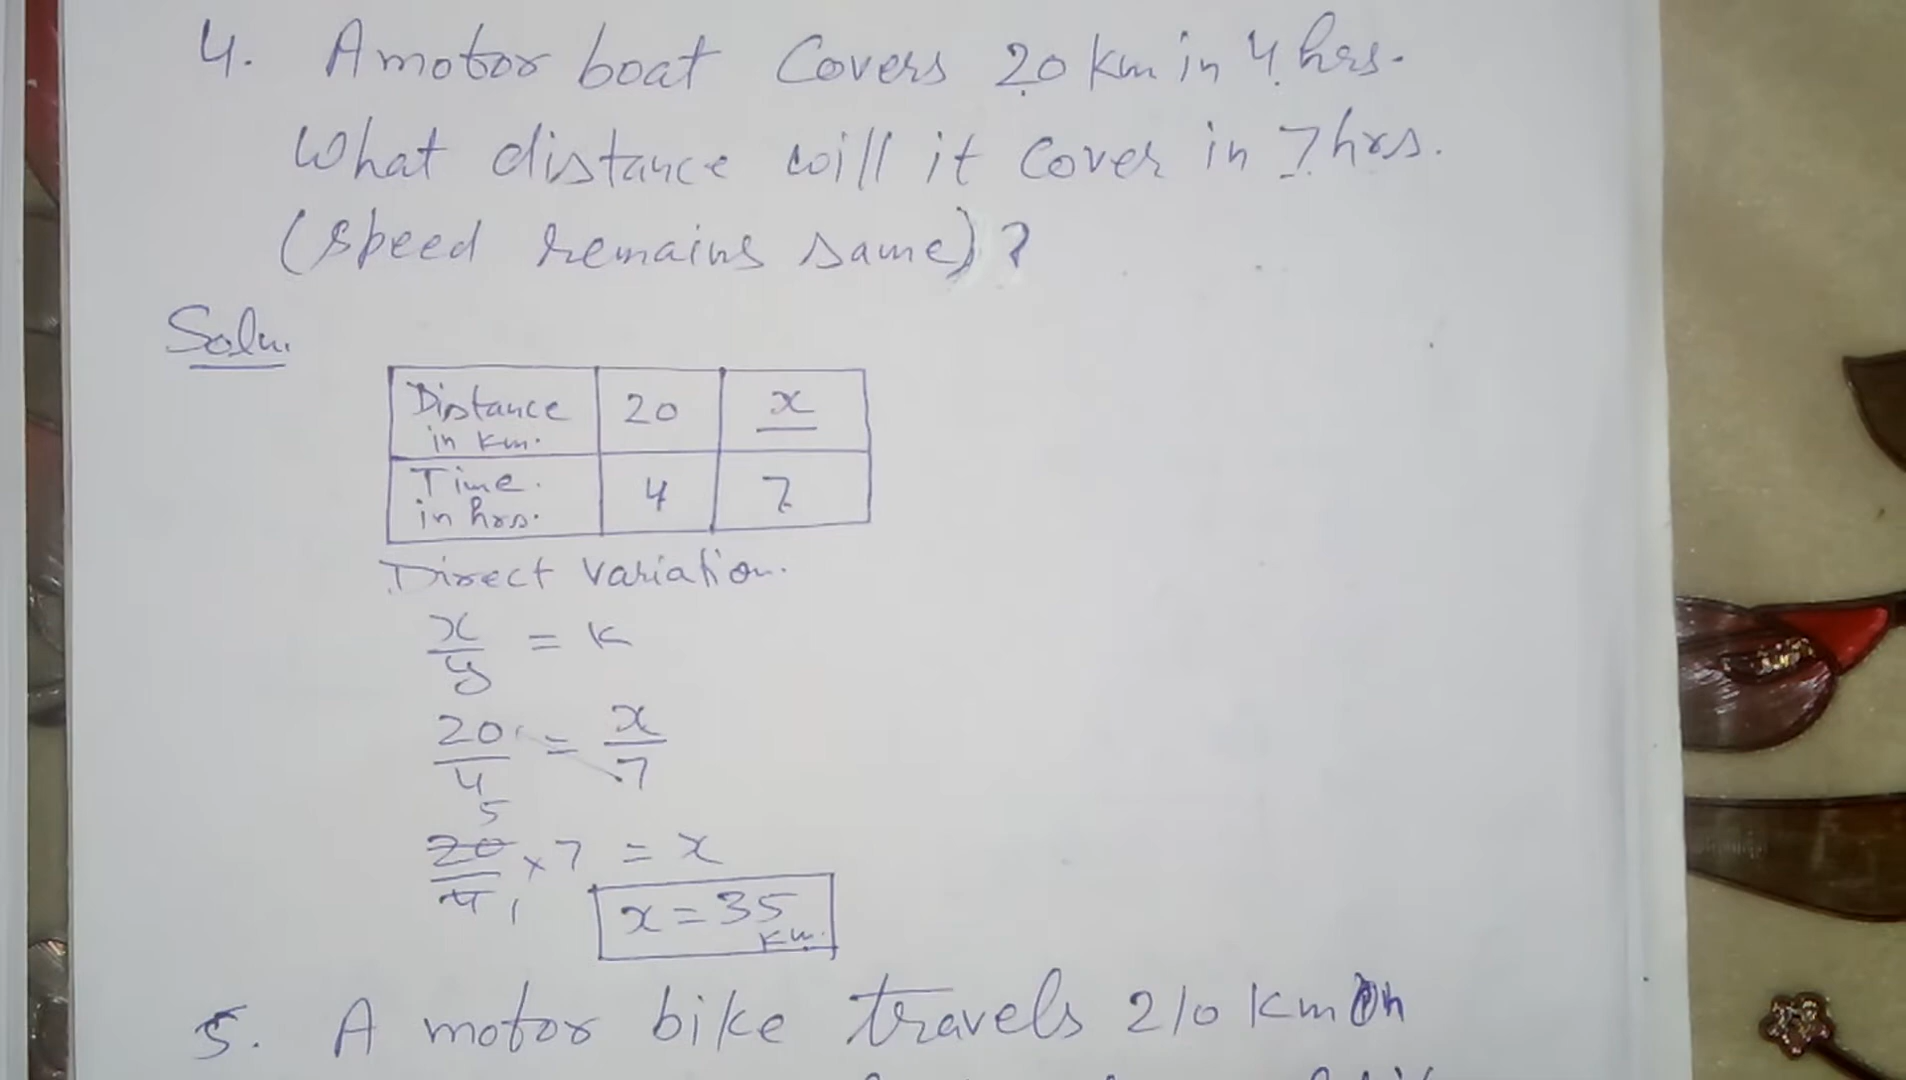 4. A motor boat Covers 20 km in 4 hrs.
What distance will it cover in 7 hrs.
(speed remains same)?
Soln.
Distance in km. 20 x
Time. in hrs. 4 7
Direct variation.
x/y = K
20/4 = x/7
5
20/4 × 7 = x
1
x = 35 km.
5. A motor bike travels 210 km On